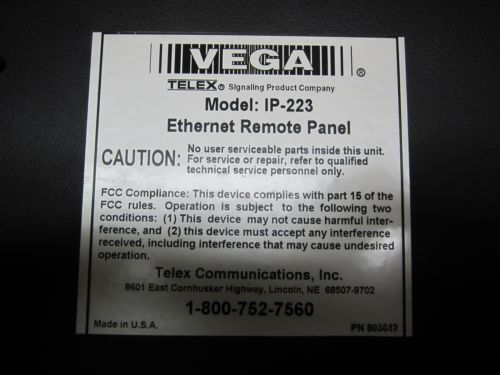 VEGA ®
TELEX® Signaling Product Company
Model: IP-223
Ethernet Remote Panel
CAUTION: No user serviceable parts inside this unit.
For service or repair, refer to qualified
technical service personnel only.
FCC Compliance: This device complies with part 15 of the
FCC rules. Operation is subject to the following two
conditions: (1) This device may not cause harmful inter-
ference, and (2) this device must accept any interference
received, including interference that may cause undesired
operation.
Telex Communications, Inc.
8601 East Cornhusker Highway, Lincoln, NE 68507-9702
1-800-752-7560
Made in U.S.A. PN 803642